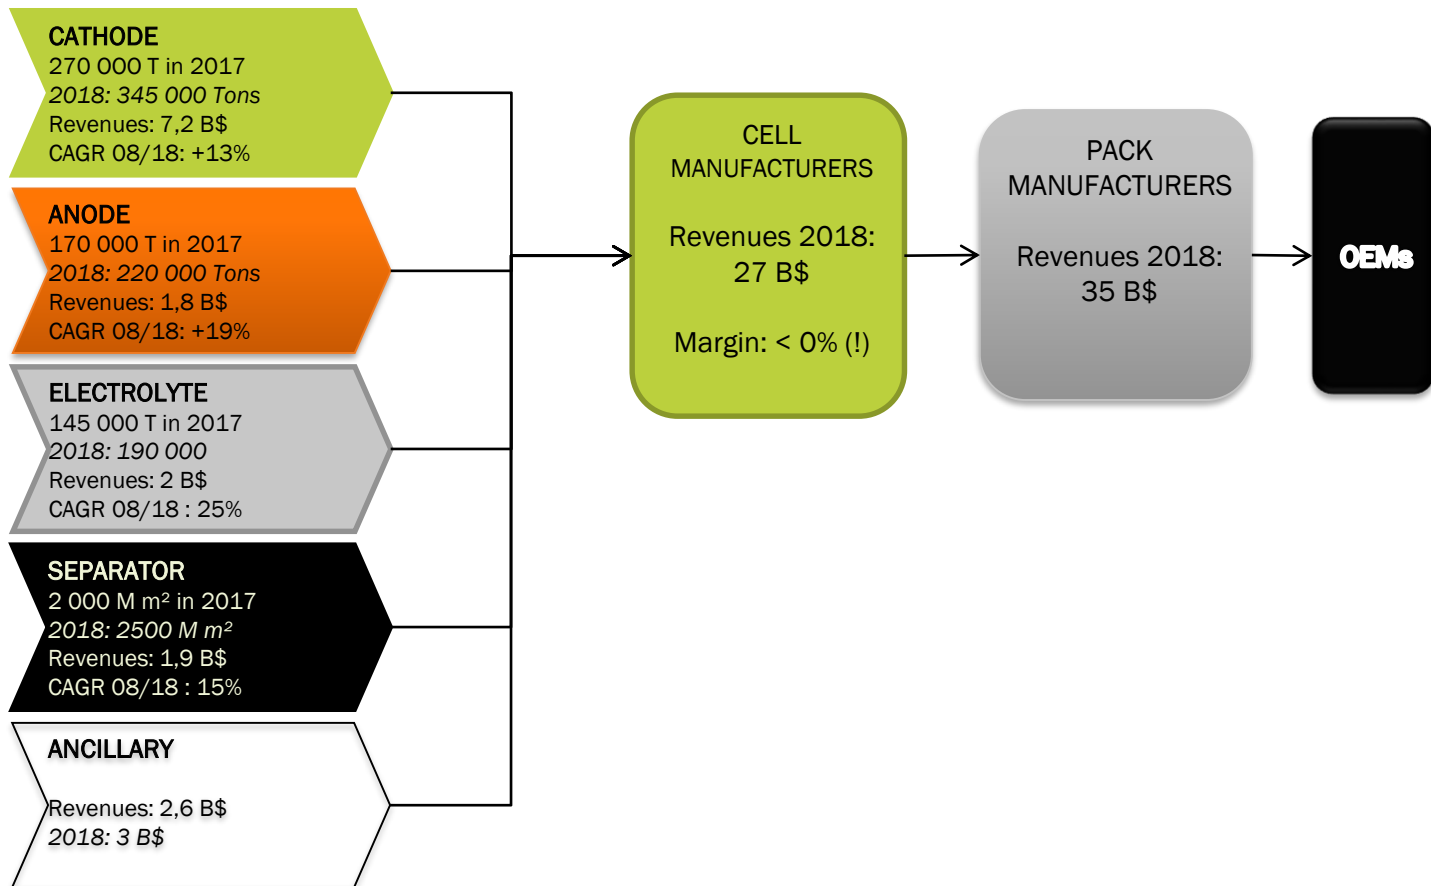 CATHODE
270 000 T in 2017
2018: 345 000 Tons
Revenues: 7,2 B$
CAGR 08/18: +13%
ANODE
170 000 T in 2017
2018: 220 000 Tons
Revenues: 1,8 B$
CAGR 08/18: +19%
ELECTROLYTE
145 000 T in 2017
2018: 190 000
Revenues: 2 B$
CAGR 08/18 : 25%
SEPARATOR
2 000 M m² in 2017
2018: 2500 M m²
Revenues: 1,9 B$
CAGR 08/18 : 15%
ANCILLARY
Revenues: 2,6 B$
2018: 3 B$
CELL
MANUFACTURERS
Revenues 2018:
27 B$
Margin: < 0% (!)
PACK
MANUFACTURERS
Revenues 2018:
35 B$
OEMs